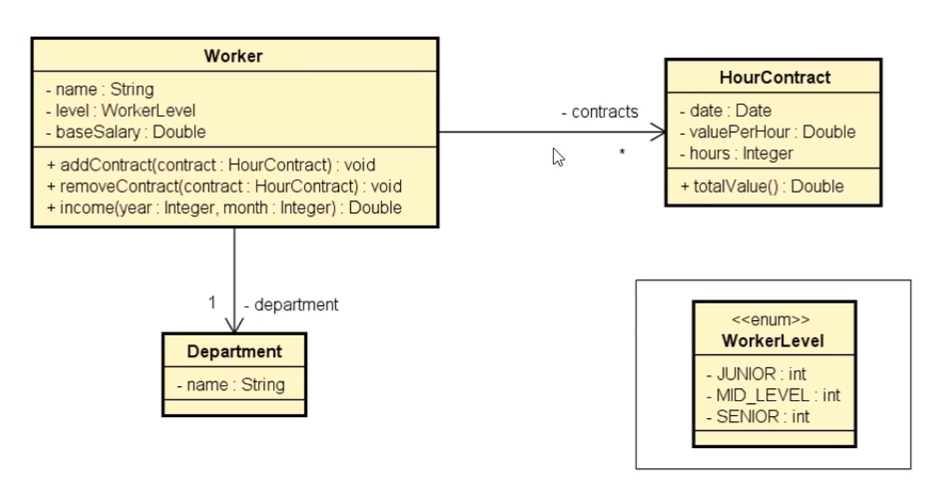 Worker
- name : String
- level : WorkerLevel
- baseSalary : Double
+ addContract(contract : HourContract) : void
+ removeContract(contract : HourContract) : void
+ income(year : Integer, month : Integer) : Double
- contracts
*
HourContract
- date : Date
- valuePerHour : Double
- hours : Integer
+ totalValue() : Double
1
- department
Department
- name : String
<<enum>>
WorkerLevel
- JUNIOR : int
- MID_LEVEL : int
- SENIOR : int